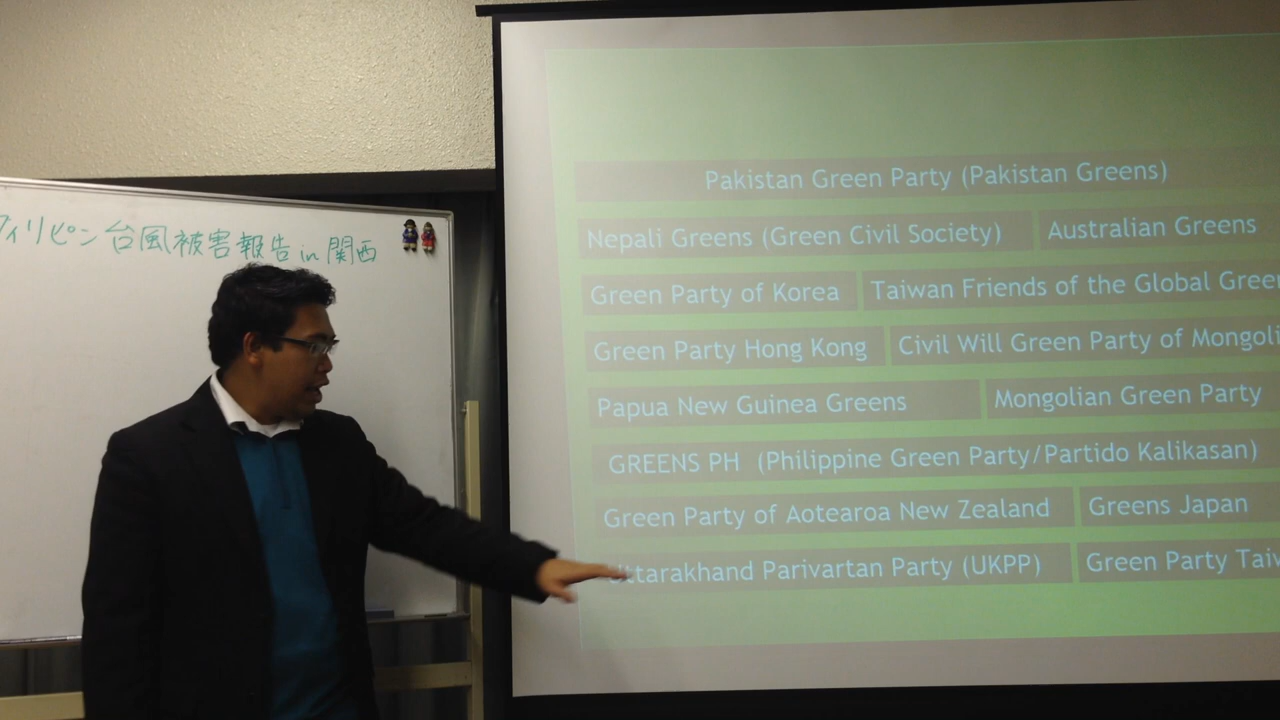 フィリピン台風被害報告in関西
Pakistan Green Party (Pakistan Greens)
Nepali Greens (Green Civil Society) Australian Greens
Green Party of Korea Taiwan Friends of the Global
Green Party Hong Kong Civil Will Green Party of
Papua New Guinea Greens Mongolian Green Party
GREENS PH (Philippine Green Party/Partido Kalikasan)
Green Party of Aotearoa New Zealand Greens Japan
Uttarakhand Parivartan Party (UKPP) Green Party